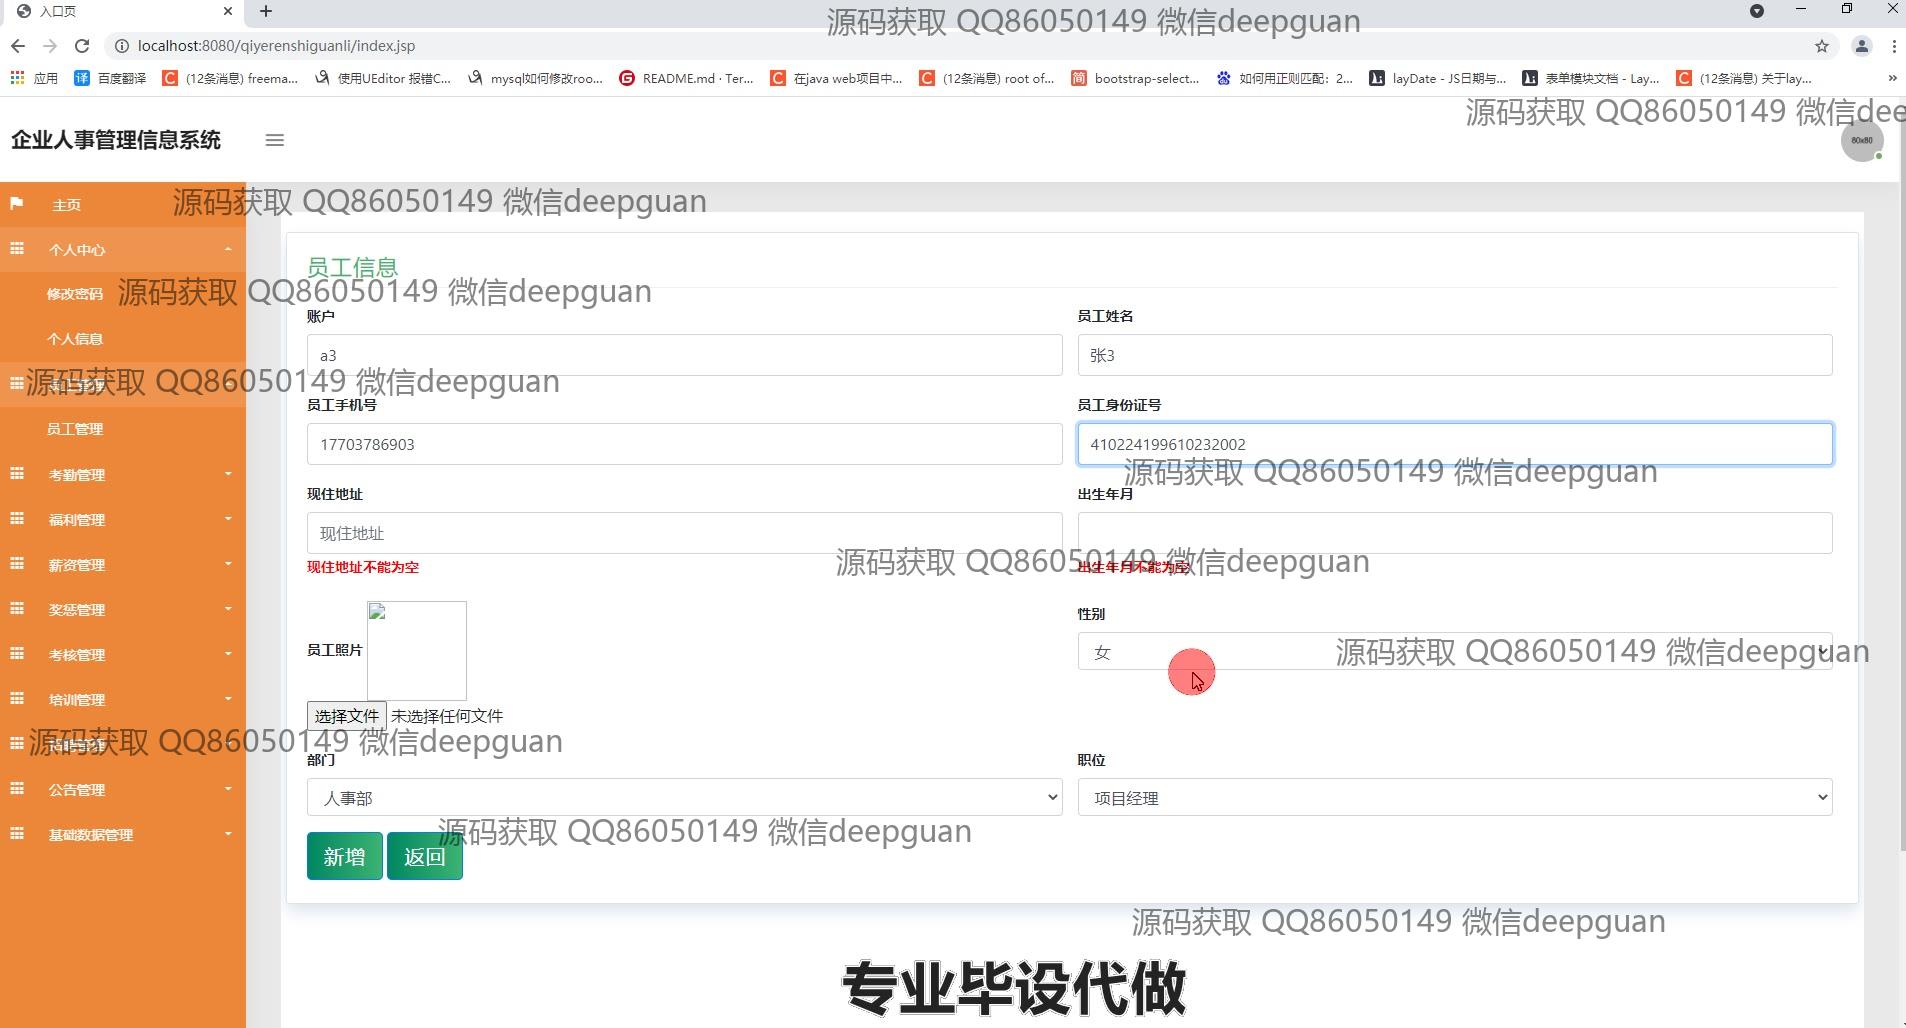 入口页
源码获取 QQ86050149 微信deepguan
localhost:8080/qiyerenshiguanli/index.jsp
应用 百度翻译 (12条消息) freema... 使用UEditor 报错C... mysql如何修改roo... README.md · Ter... 在java web项目中... (12条消息) root of... bootstrap-select... 如何用正则匹配：2... layDate - JS日期与... 表单模块文档 - Lay... (12条消息) 关于lay...
源码获取 QQ86050149 微信dee
企业人事管理信息系统
80x80
主页
源码获取 QQ86050149 微信deepguan
个人中心
员工信息
修改密码
源码获取 QQ86050149 微信deepguan
账户 员工姓名
个人信息
a3 张3
源码获取 QQ86050149 微信deepguan
员工手机号 员工身份证号
员工管理
17703786903 410224199610232002
源码获取 QQ86050149 微信deepguan
考勤管理
现住地址 出生年月
福利管理
现住地址
源码获取 QQ86050149 微信deepguan
薪资管理
现住地址不能为空 出生年月不能为空
奖惩管理
性别
员工照片
女
源码获取 QQ86050149 微信deepguan
考核管理
培训管理
选择文件 未选择任何文件
源码获取 QQ86050149 微信deepguan
部门 职位
公告管理
人事部 项目经理
基础数据管理
源码获取 QQ86050149 微信deepguan
新增 返回
源码获取 QQ86050149 微信deepguan
专业毕设代做